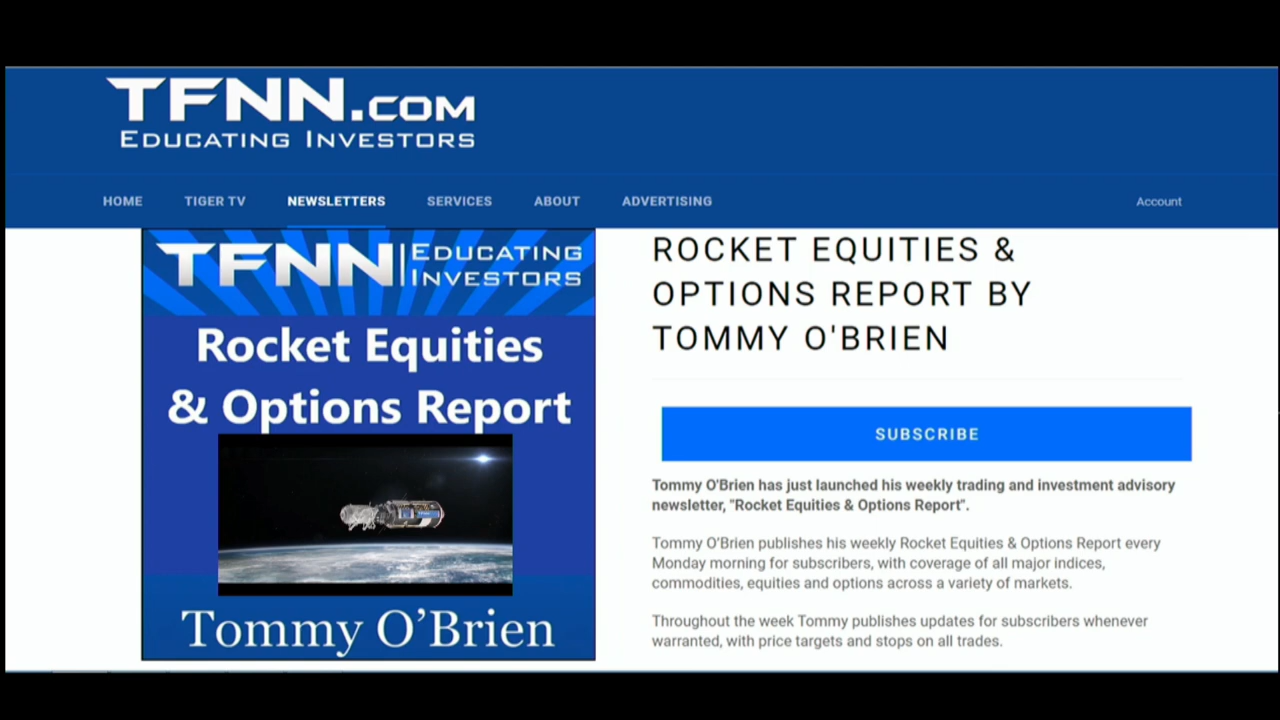 TFNN.COM
EDUCATING INVESTORS
HOME TIGER TV NEWSLETTERS SERVICES ABOUT ADVERTISING Account
TFNN EDUCATING
INVESTORS
Rocket Equities
& Options Report
Tommy O’Brien
ROCKET EQUITIES &
OPTIONS REPORT BY
TOMMY O'BRIEN
SUBSCRIBE
Tommy O'Brien has just launched his weekly trading and investment advisory
newsletter, "Rocket Equities & Options Report".
Tommy O’Brien publishes his weekly Rocket Equities & Options Report every
Monday morning for subscribers, with coverage of all major indices,
commodities, equities and options across a variety of markets.
Throughout the week Tommy publishes updates for subscribers whenever
warranted, with price targets and stops on all trades.